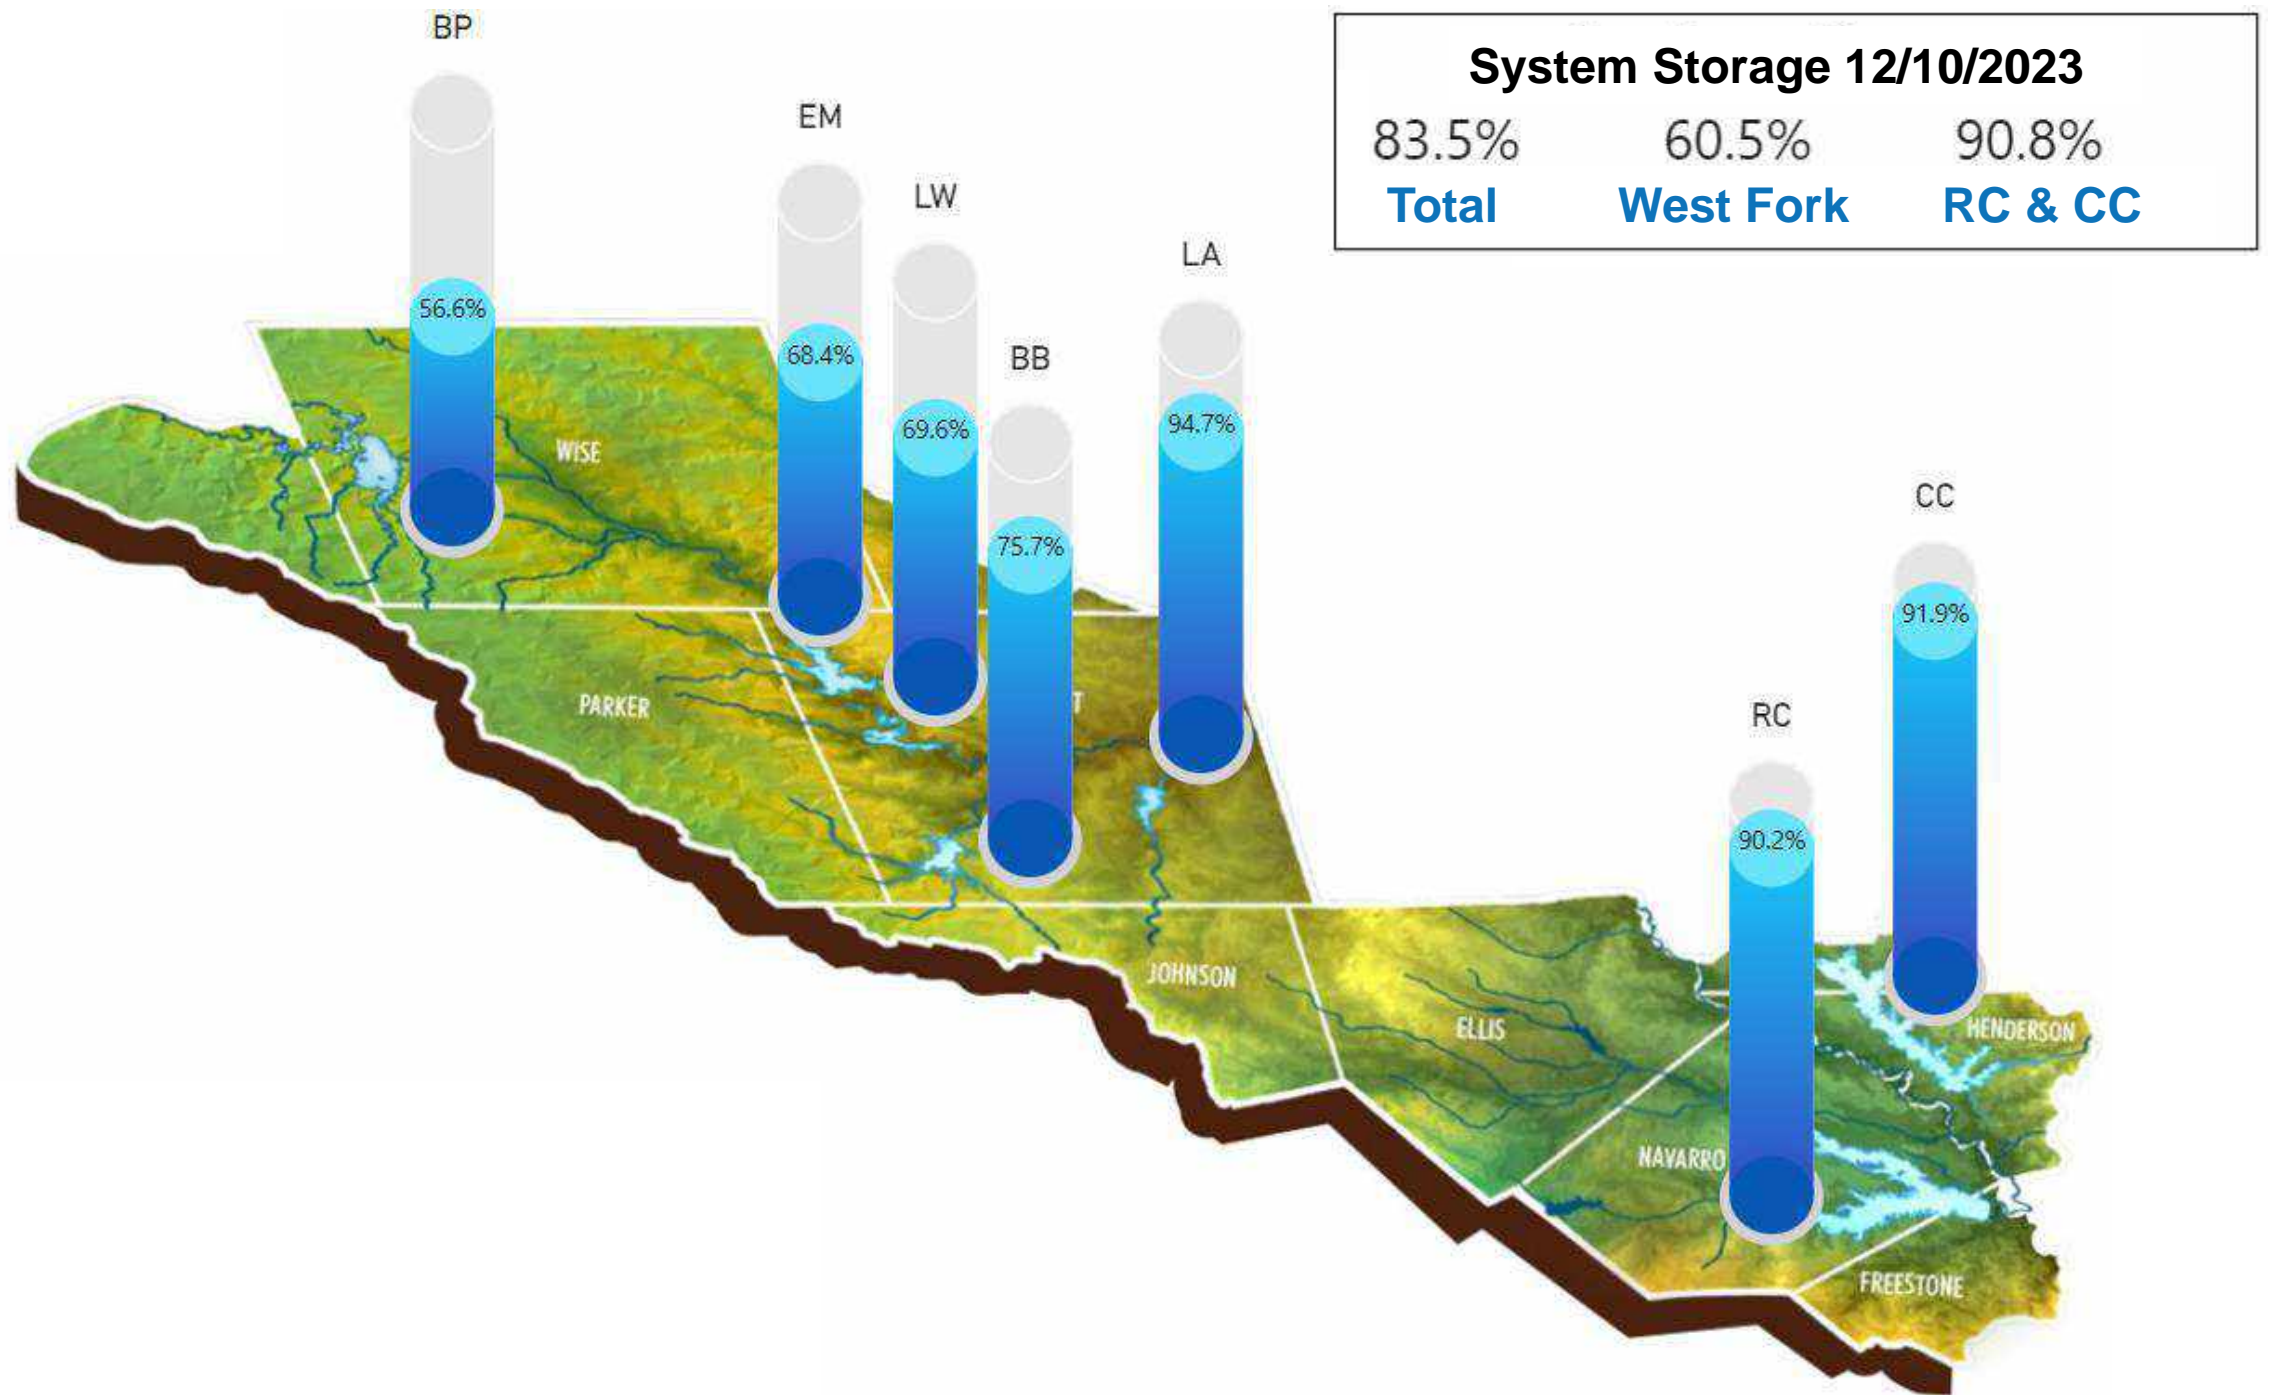 BP
System Storage 12/10/2023
83.5% 60.5% 90.8%
Total West Fork RC & CC
EM
LW
LA
56.6%
68.4%
BB
69.6%
94.7%
WISE
CC
75.7%
91.9%
PARKER
T
RC
90.2%
JOHNSON
ELLIS
HENDERSON
NAVARRO
FREESTONE